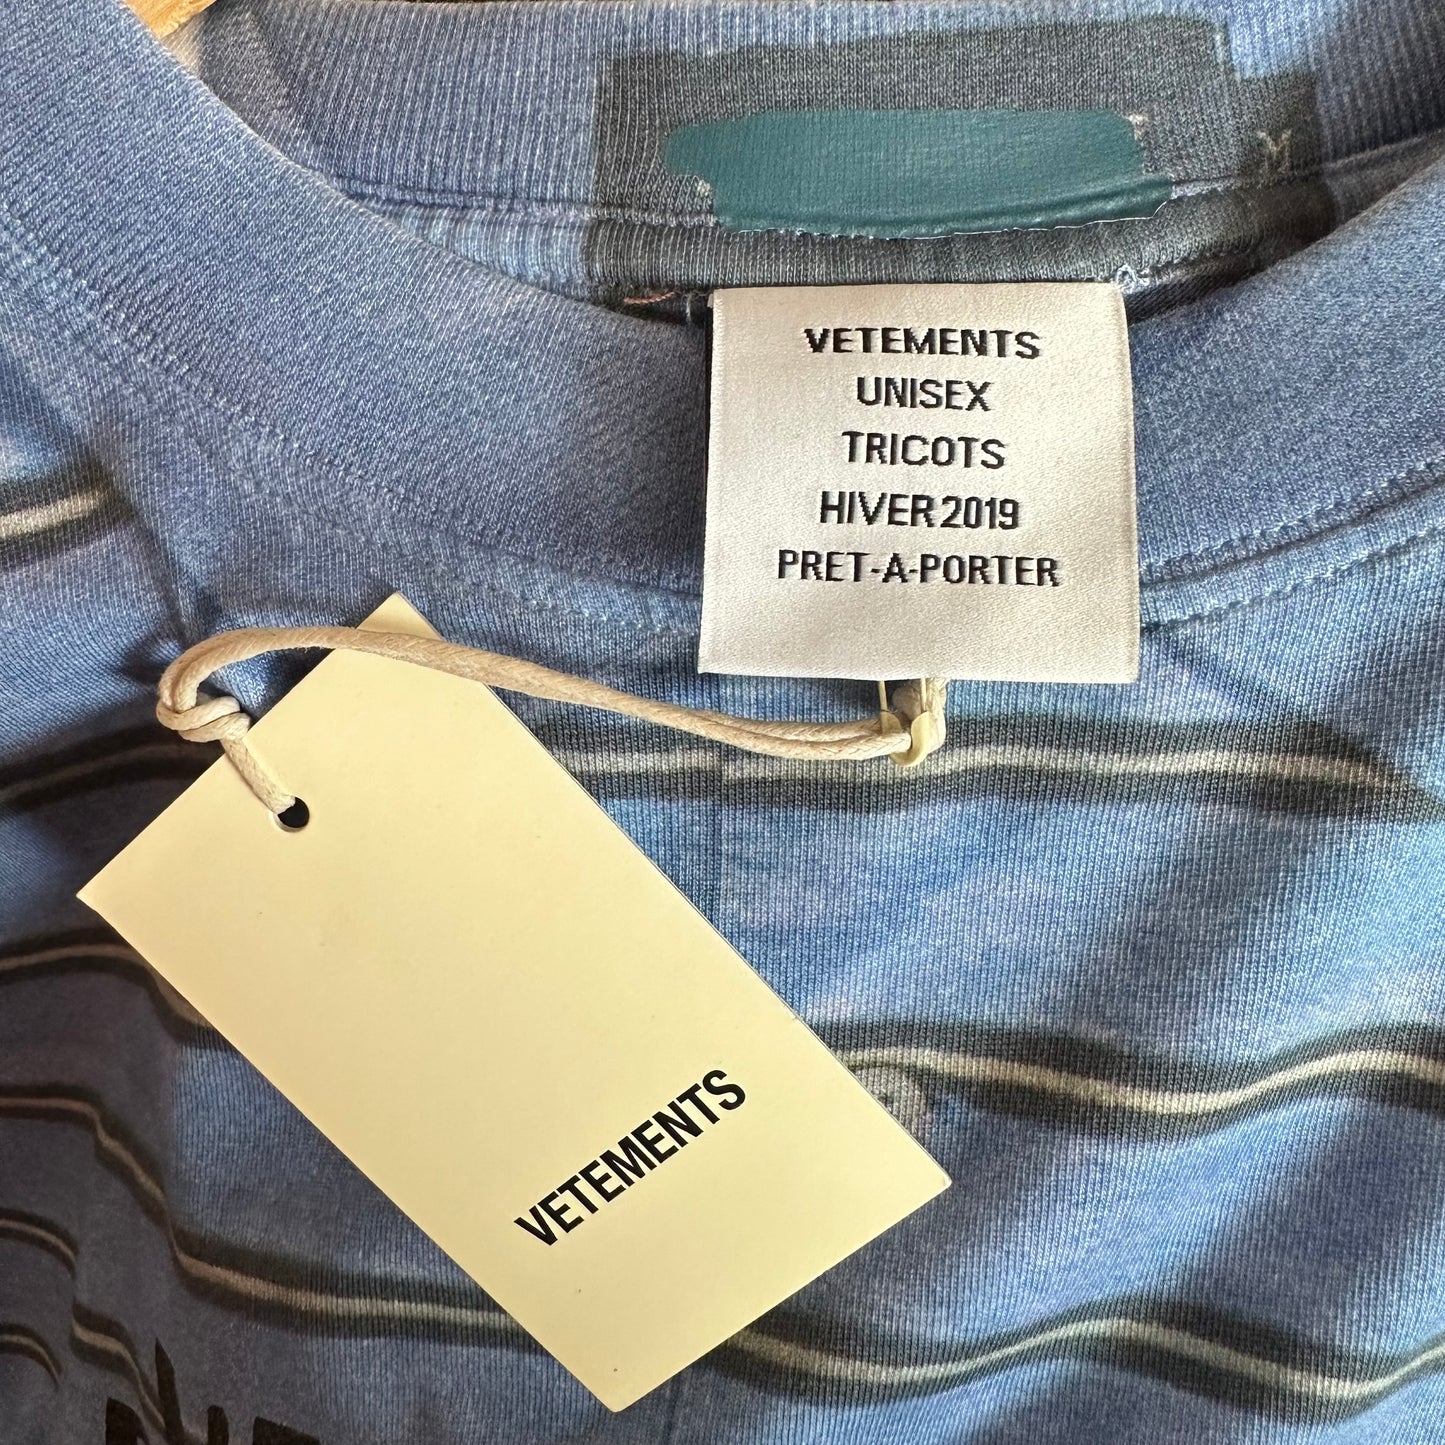 M
VETEMENTS
UNISEX
TRICOTS
HIVER 2019
PRET-A-PORTER
VETEMENTS